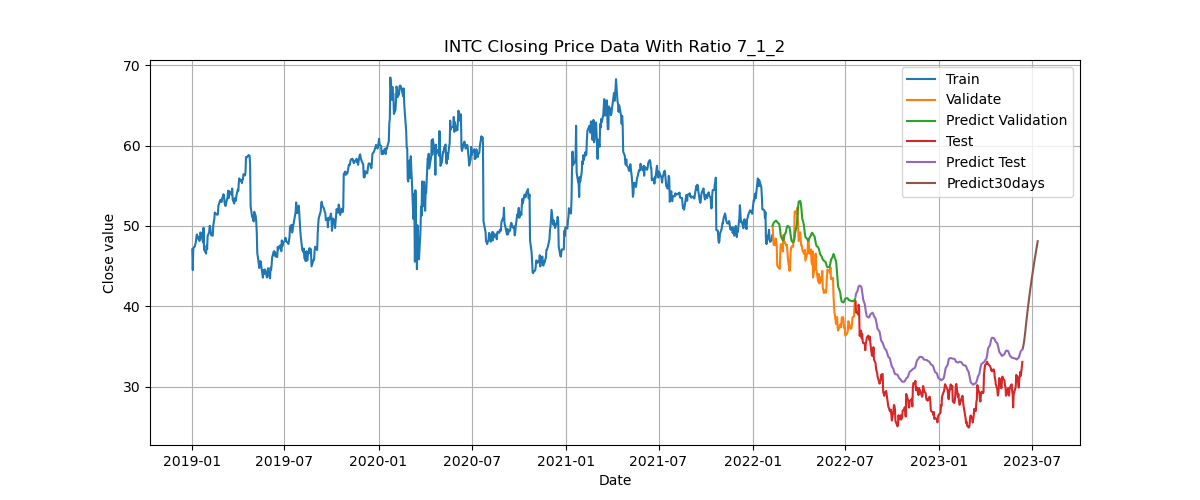 INTC Closing Price Data With Ratio 7_1_2
70
60
50
40
30
Close value
Train
Validate
Predict Validation
Test
Predict Test
Predict30days
2019-01 2019-07 2020-01 2020-07 2021-01 2021-07 2022-01 2022-07 2023-01 2023-07
Date